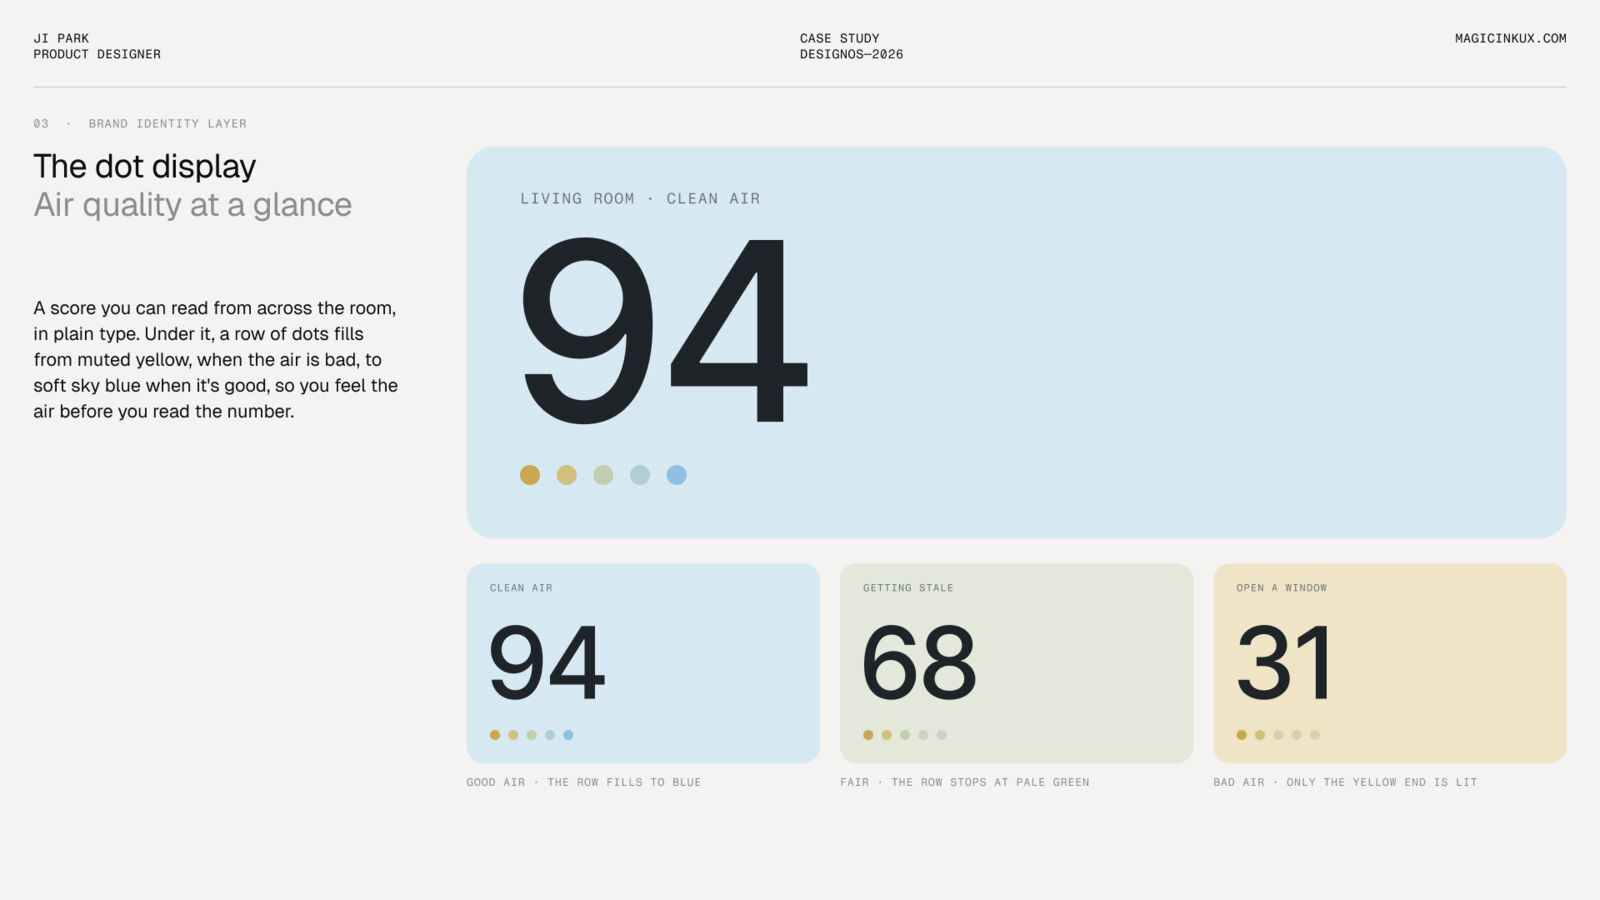 JI PARK
PRODUCT DESIGNER
CASE STUDY
DESIGNOS—2026
MAGICINKUX.COM
03 · BRAND IDENTITY LAYER
The dot display
Air quality at a glance
A score you can read from across the room,
in plain type. Under it, a row of dots fills
from muted yellow, when the air is bad, to
soft sky blue when it's good, so you feel the
air before you read the number.
LIVING ROOM · CLEAN AIR
94
CLEAN AIR
94
GOOD AIR · THE ROW FILLS TO BLUE
GETTING STALE
68
FAIR · THE ROW STOPS AT PALE GREEN
OPEN A WINDOW
31
BAD AIR · ONLY THE YELLOW END IS LIT